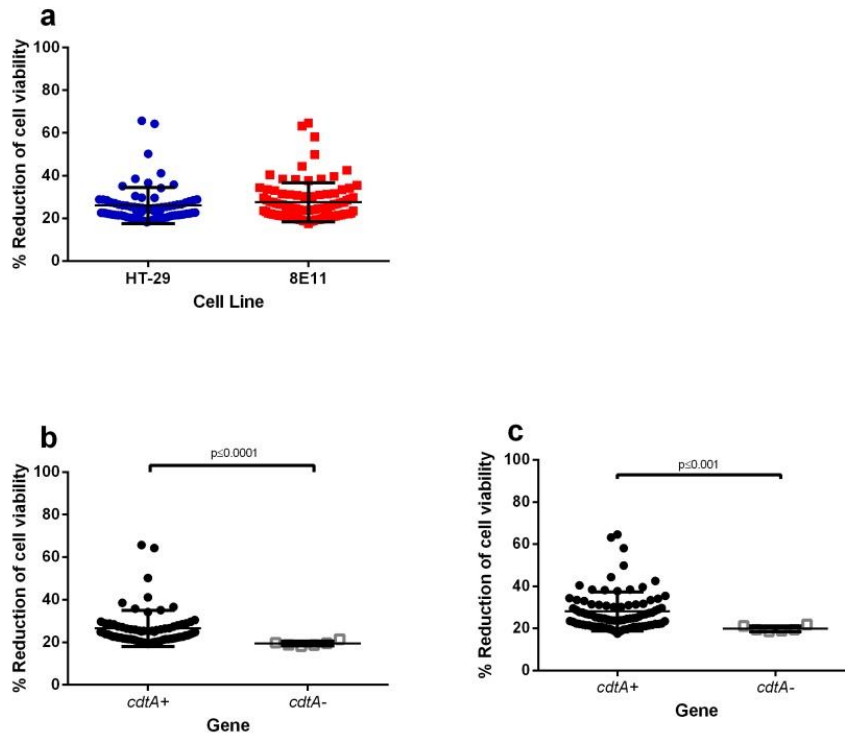 a
% Reduction of cell viability
100
80
60
40
20
0
HT-29
8E11
Cell Line
b
% Reduction of cell viability
100
80
60
40
20
0
p≤0.0001
cdtA+
cdtA-
Gene
c
% Reduction of cell viability
100
80
60
40
20
0
p≤0.001
cdtA+
cdtA-
Gene